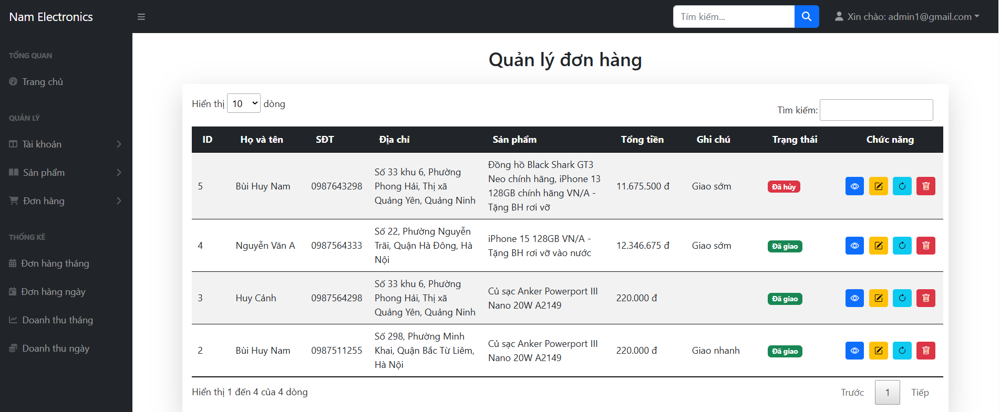 Nam Electronics
Tím kiếm...
Xin chào: admin1@gmail.com
TỔNG QUAN
Trang chủ
QUẢN LÝ
Tài khoản
Sản phẩm
Đơn hàng
THỐNG KÊ
Đơn hàng tháng
Đơn hàng ngày
Doanh thu tháng
Doanh thu ngày
Quản lý đơn hàng
Hiển thị 10 dòng
Tìm kiếm:
ID Họ và tên SĐT Địa chỉ Sản phẩm Tổng tiền Ghi chú Trạng thái Chức năng
5 Bùi Huy Nam 0987643298
Số 33 khu 6, Phường
Phong Hải, Thị xã
Quảng Yên, Quảng Ninh
Đồng hồ Black Shark GT3
Neo chính hãng, iPhone 13
128GB chính hãng VN/A -
Tặng BH rơi vỡ
11.675.500 đ Giao sớm Đã hủy
4 Nguyễn Văn A 0987564333
Số 22, Phường Nguyễn
Trãi, Quận Hà Đông, Hà
Nội
iPhone 15 128GB VN/A -
Tặng BH rơi vỡ vào nước
12.346.675 đ Giao sớm Đã giao
3 Huy Cảnh 0987564298
Số 33 khu 6, Phường
Phong Hải, Thị xã
Quảng Yên, Quảng Ninh
Củ sạc Anker Powerport III
Nano 20W A2149
220.000 đ Đã giao
2 Bùi Huy Nam 0987511255
Số 298, Phường Minh
Khai, Quận Bắc Từ Liêm,
Hà Nội
Củ sạc Anker Powerport III
Nano 20W A2149
220.000 đ Giao nhanh Đã giao
Hiển thị 1 đến 4 của 4 dòng
Trước 1 Tiếp